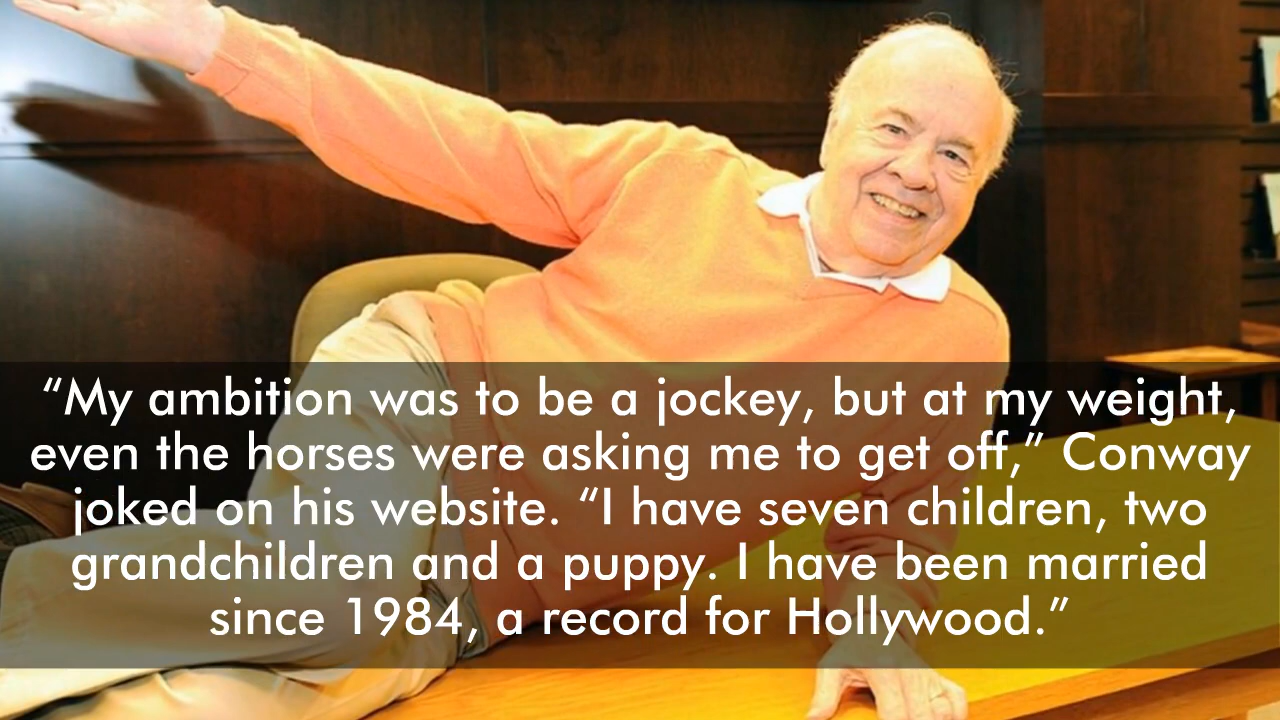 “My ambition was to be a jockey, but at my weight,
even the horses were asking me to get off,” Conway
joked on his website. “I have seven children, two
grandchildren and a puppy. I have been married
since 1984, a record for Hollywood.”